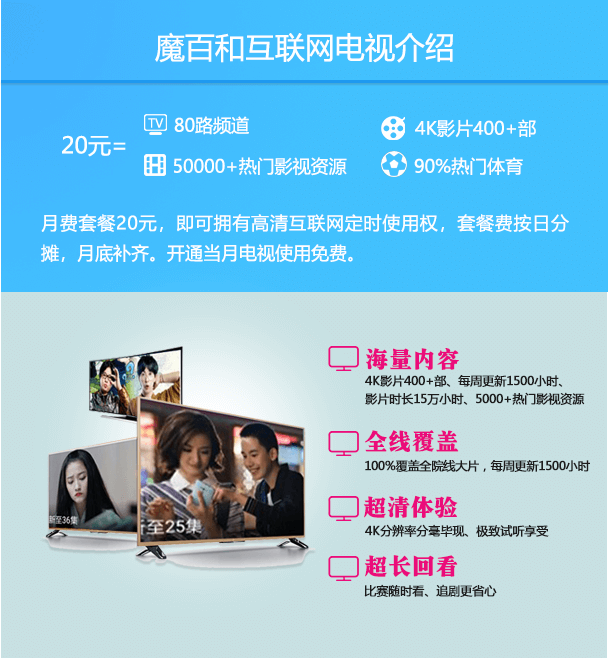 魔百和互联网电视介绍
20元=
TV 80路频道
4K影片400+部
50000+热门影视资源
90%热门体育
月费套餐20元，即可拥有高清互联网定时使用权，套餐费按日分
摊，月底补齐。开通当月电视使用免费。
海量内容
4K影片400+部、每周更新1500小时、
影片时长15万小时、5000+热门影视资源
全线覆盖
100%覆盖全院线大片，每周更新1500小时
超清体验
4K分辨率分毫毕现、极致试听享受
超长回看
比赛随时看、追剧更省心
新至36集
新至25集